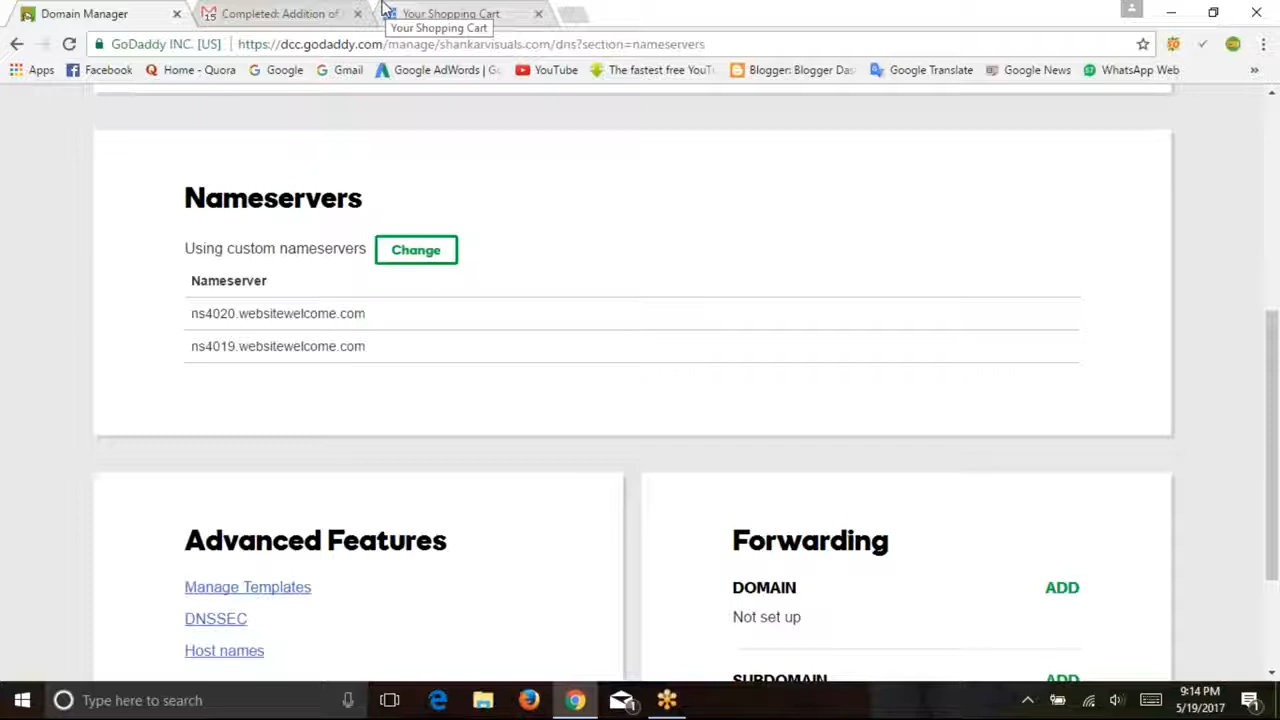 Domain Manager
Completed: Addition of
Your Shopping Cart
Your Shopping Cart
GoDaddy INC. [US] https://dcc.godaddy.com/manage/shankarvisuals.com/dns?section=nameservers
Apps Facebook Home - Quora Google Gmail Google AdWords | Go YouTube The fastest free YouT Blogger: Blogger Das Google Translate Google News WhatsApp Web »
Nameservers
Using custom nameservers Change
Nameserver
ns4020.websitewelcome.com
ns4019.websitewelcome.com
Advanced Features
Manage Templates
DNSSEC
Host names
Forwarding
DOMAIN ADD
Not set up
SUBDOMAIN ADD
Type here to search
1
9:14 PM
5/19/2017
1